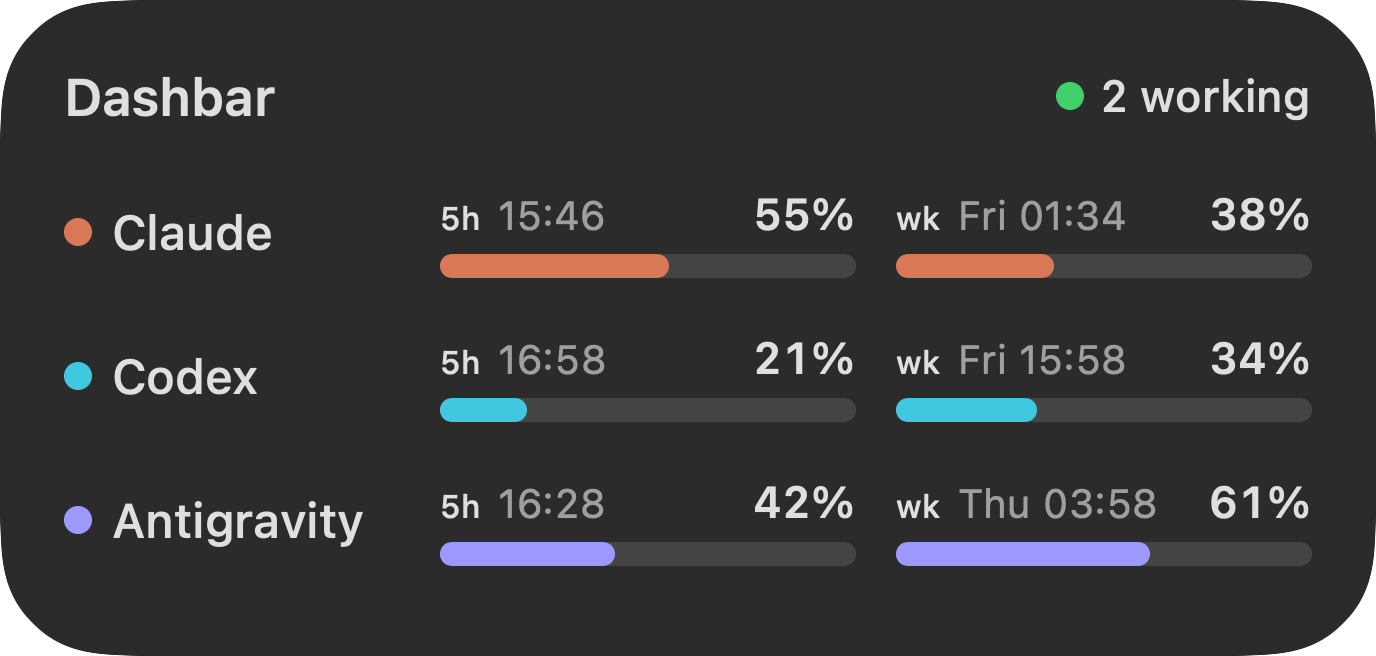 Dashbar 2 working
Claude 5h 15:46 55% wk Fri 01:34 38%
Codex 5h 16:58 21% wk Fri 15:58 34%
Antigravity 5h 16:28 42% wk Thu 03:58 61%